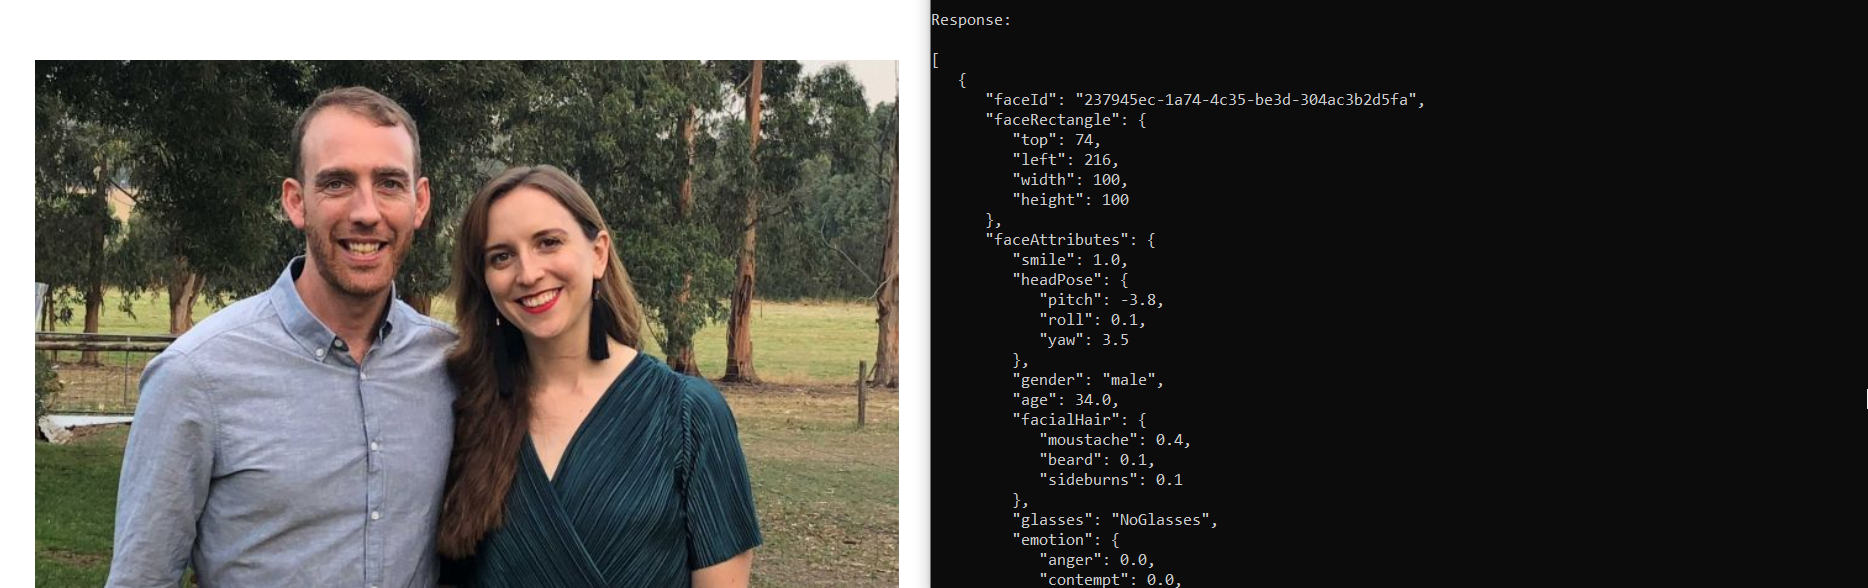 Response:
[
{
"faceId": "237945ec-1a74-4c35-be3d-304ac3b2d5fa",
"faceRectangle": {
"top": 74,
"left": 216,
"width": 100,
"height": 100
},
"faceAttributes": {
"smile": 1.0,
"headPose": {
"pitch": -3.8,
"roll": 0.1,
"yaw": 3.5
},
"gender": "male",
"age": 34.0,
"facialHair": {
"moustache": 0.4,
"beard": 0.1,
"sideburns": 0.1
},
"glasses": "NoGlasses",
"emotion": {
"anger": 0.0,
"contempt": 0.0,